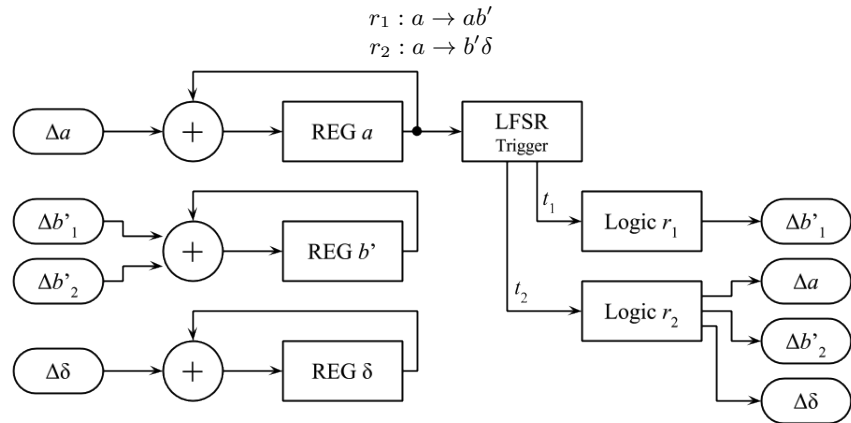 r₁ : a → ab′
r₂ : a → b′δ
Δa
+
REG a
LFSR
Trigger
t₁
Δb’₁
Δb’₂
+
REG b’
Logic r₁
Δb’₁
t₂
Logic r₂
Δa
Δb’₂
Δδ
Δδ
+
REG δ